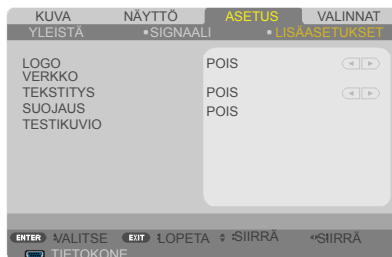 KUVA NÄYTTÖ ASETUS VALINNAT
YLEISTÄ •SIGNAALI • LISÄASETUKSET
LOGO POIS
VERKKO
TEKSTITYS POIS
SUOJAUS POIS
TESTIKUVIO
ENTER :VALITSE EXIT :LOPETA :SIIRRÄ :SIIRRÄ
TIETOKONE